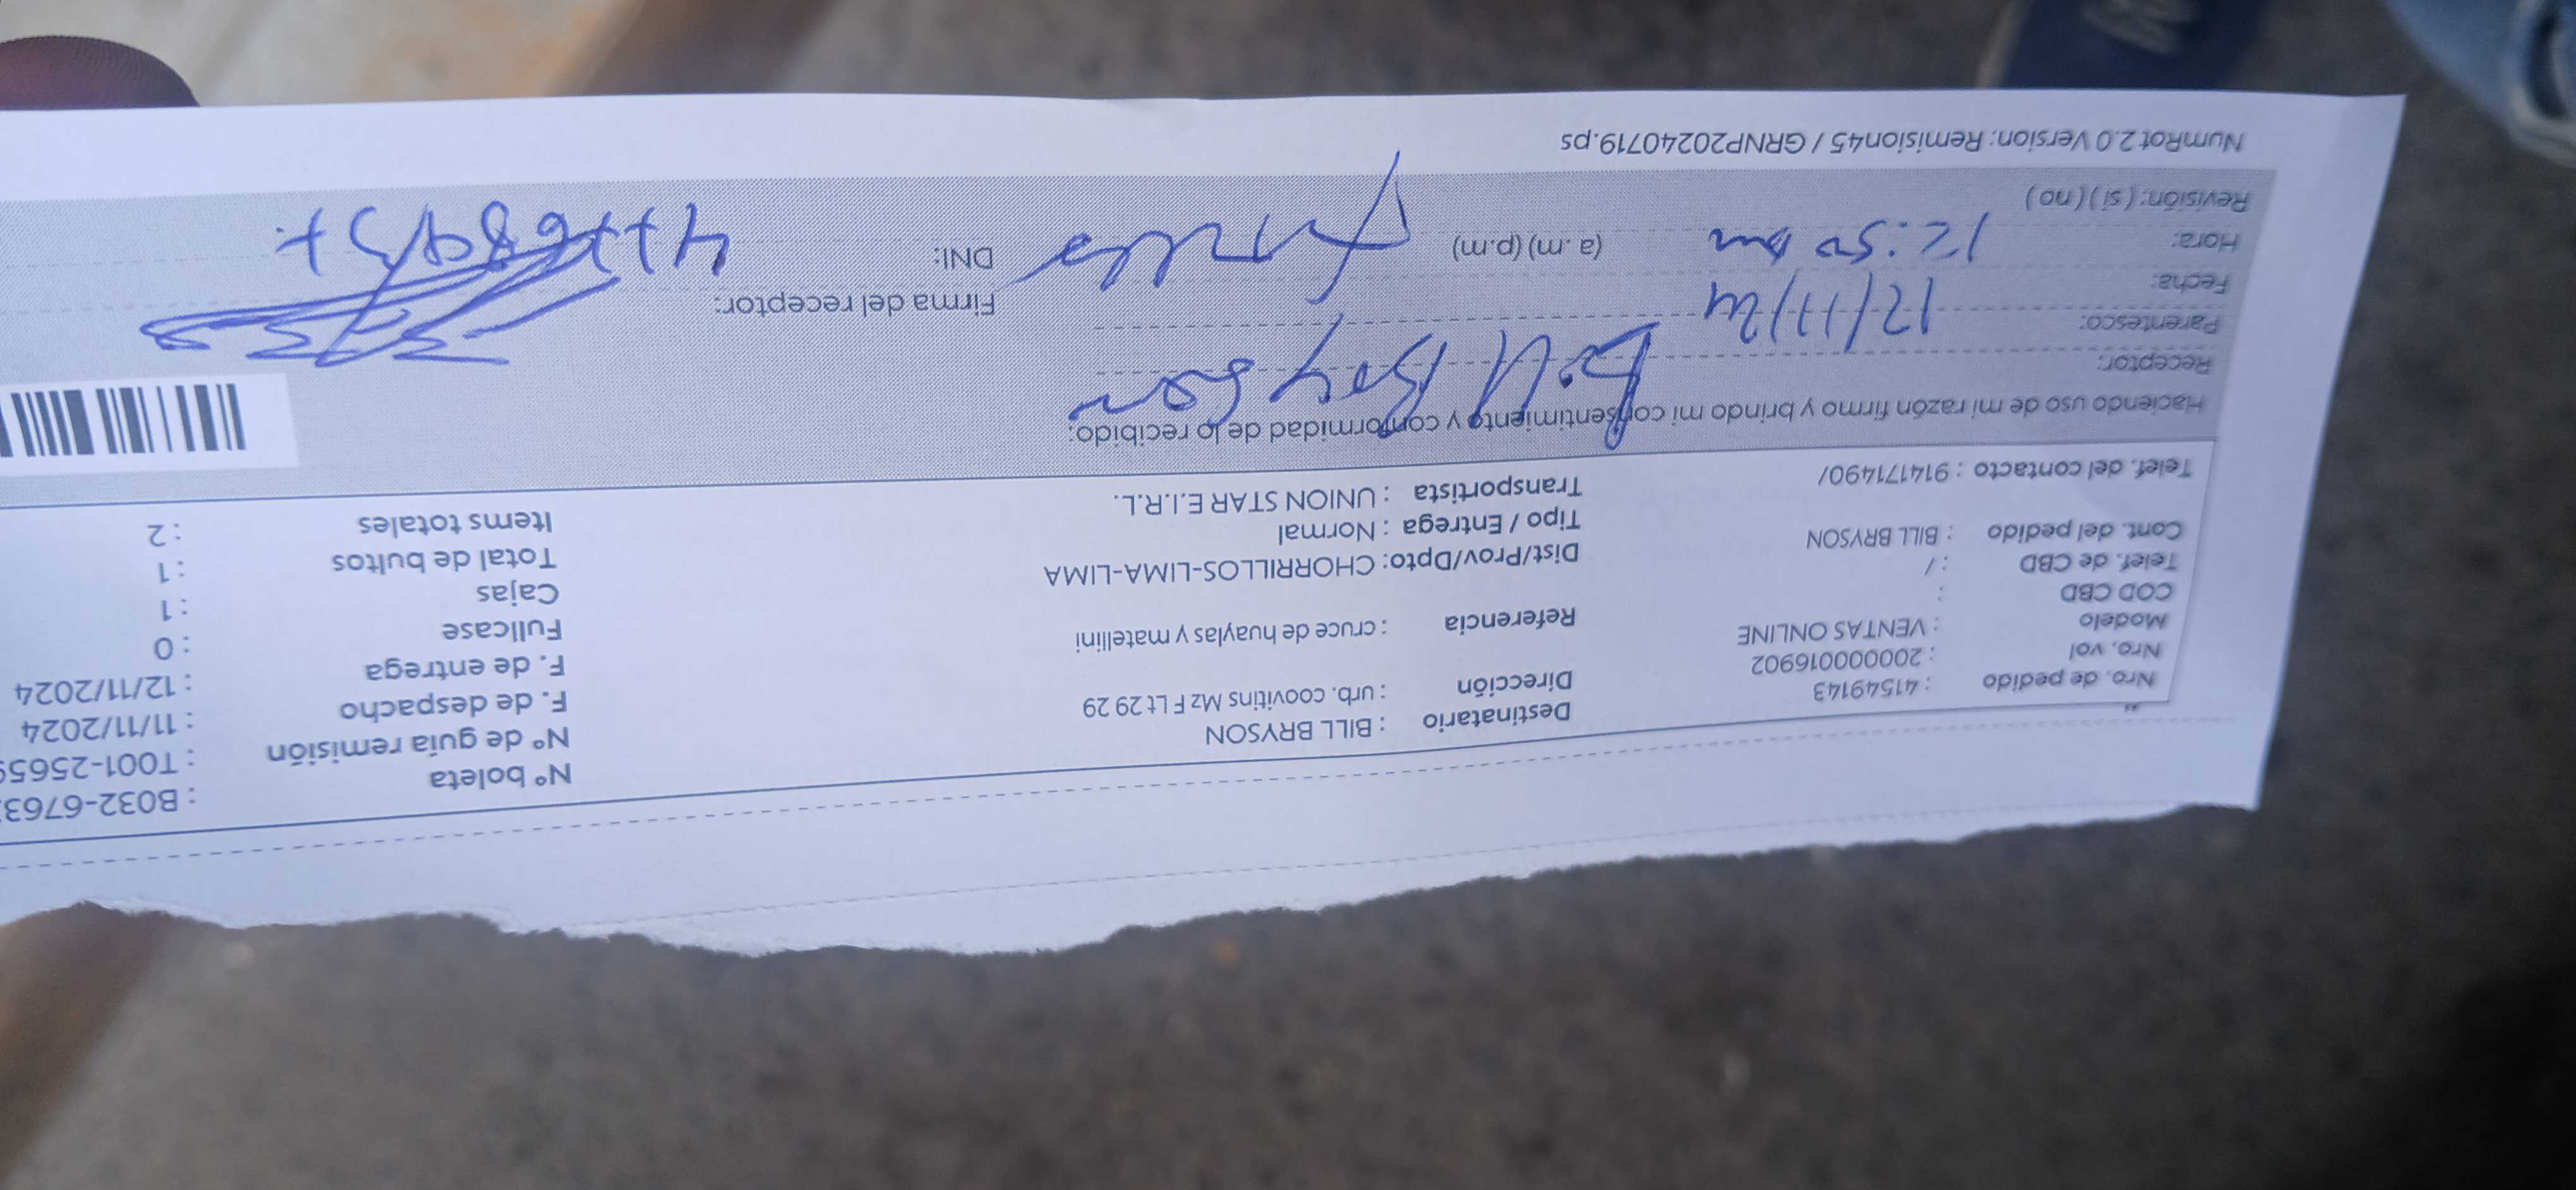 Nº boleta : B032-6763
Nº de guía remisión : T001-25659
F. de despacho : 11/11/2024
F. de entrega : 12/11/2024
Fullcase : 0
Cajas : 1
Total de bultos : 1
Items totales : 2
Destinatario : BILL BRYSON
Dirección : urb. coovitins Mz F Lt 29 29
Referencia : cruce de huaylas y matellini
Dist/Prov/Dpto: CHORRILLOS-LIMA-LIMA
Tipo / Entrega : Normal
Transportista : UNION STAR E.I.R.L.
Nro. de pedido : 41549143
Nro. vol : 20000016902
Modelo : VENTAS ONLINE
COD CBD :
Telef. de CBD : /
Cont. del pedido : BILL BRYSON
Telef. del contacto : 914171490/
Haciendo uso de mi razón firmo y brindo mi consentimiento y conformidad de lo recibido:
Receptor: Bill Bryson
Parentesco:
Fecha: 12/11/24
Hora: 12:50 pm (a.m) (p.m)
Revisión: ( si ) ( no )
Firma del receptor:
DNI:
NumRot 2.0 Version: Remision45 / GRNP20240719.ps